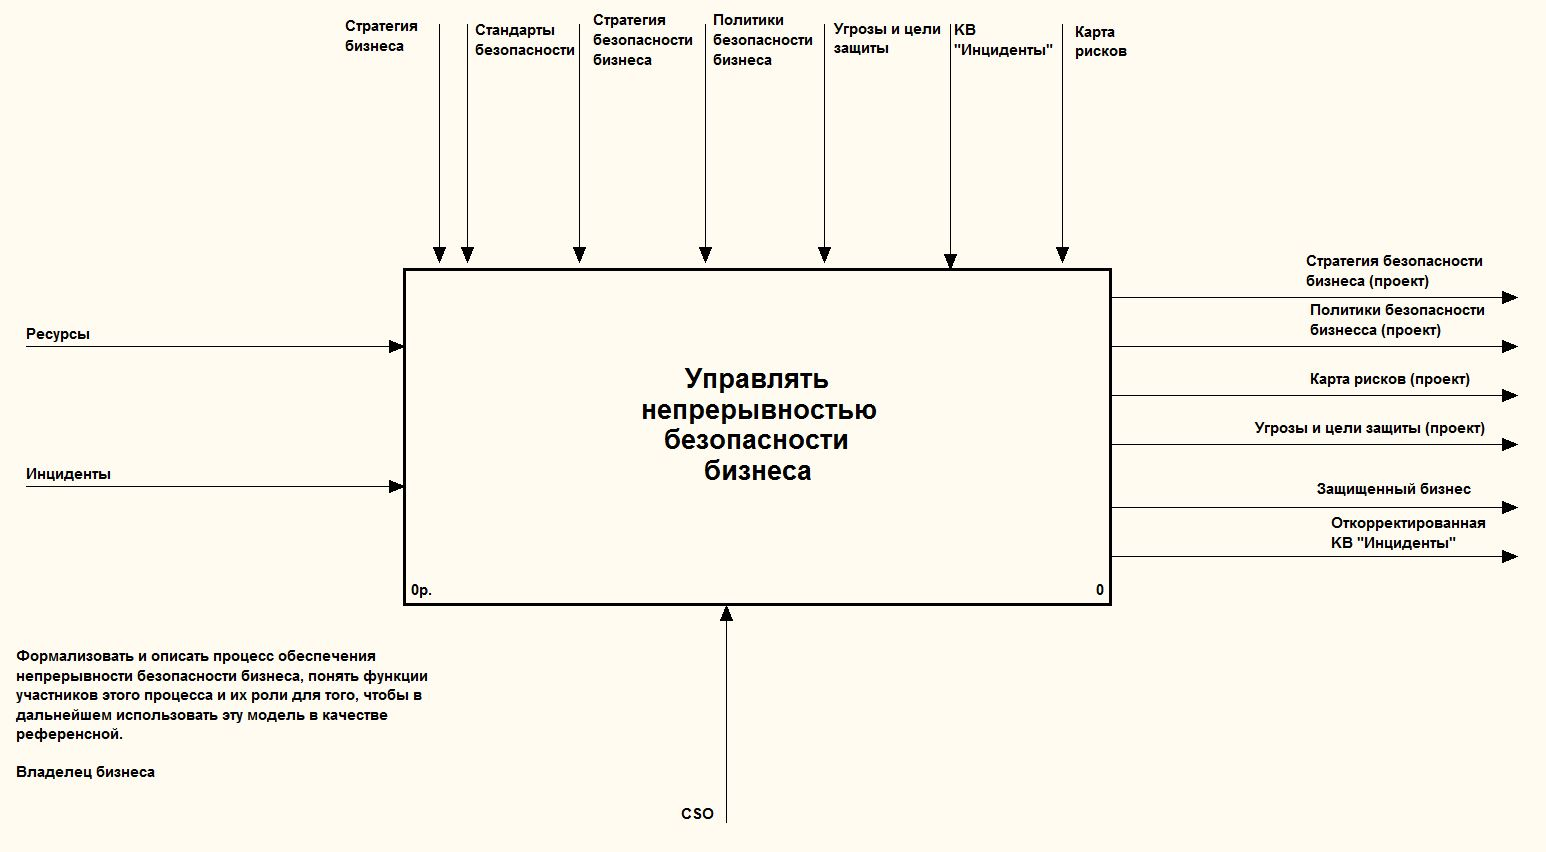 Стратегия
бизнеса
Стандарты
безопасности
Стратегия
безопасности
бизнеса
Политики
безопасности
бизнеса
Угрозы и цели
защиты
КВ
"Инциденты"
Карта
рисков
Ресурсы
Инциденты
Управлять
непрерывностью
безопасности
бизнеса
0р.
0
Стратегия безопасности
бизнеса (проект)
Политики безопасности
бизнесса (проект)
Карта рисков (проект)
Угрозы и цели защиты (проект)
Защищенный бизнес
Откорректированная
КВ "Инциденты"
Формализовать и описать процесс обеспечения
непрерывности безопасности бизнеса, понять функции
участников этого процесса и их роли для того, чтобы в
дальнейшем использовать эту модель в качестве
референсной.
Владелец бизнеса
CSO